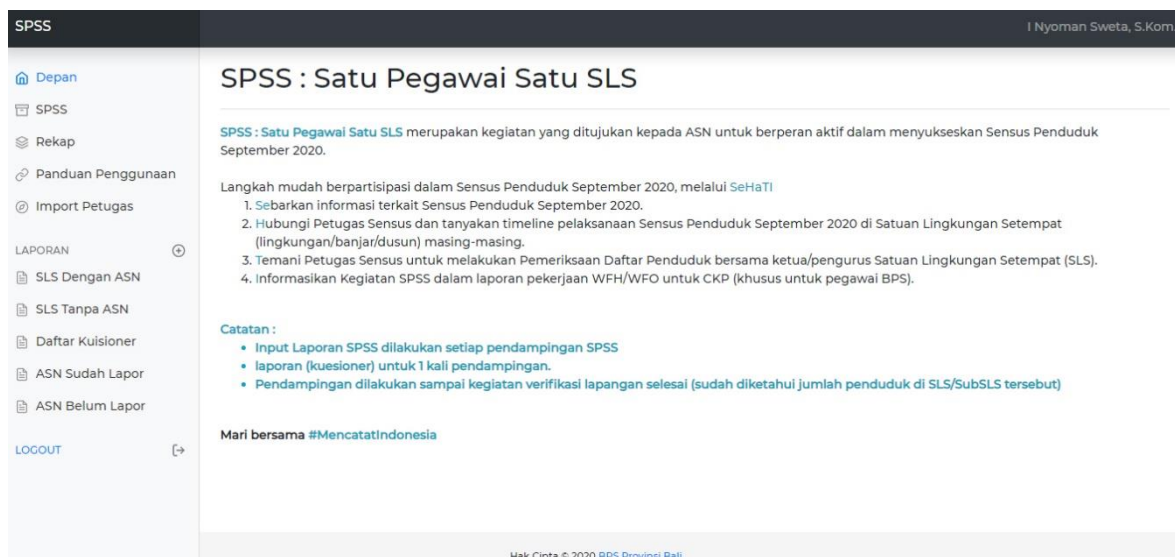 SPSS
I Nyoman Sweta, S.Kom
Depan
SPSS
Rekap
Panduan Penggunaan
Import Petugas
LAPORAN
SLS Dengan ASN
SLS Tanpa ASN
Daftar Kuisioner
ASN Sudah Lapor
ASN Belum Lapor
LOGOUT
SPSS : Satu Pegawai Satu SLS
SPSS : Satu Pegawai Satu SLS merupakan kegiatan yang ditujukan kepada ASN untuk berperan aktif dalam menyukseskan Sensus Penduduk
September 2020.
Langkah mudah berpartisipasi dalam Sensus Penduduk September 2020, melalui SeHaTI
1. Sebarkan informasi terkait Sensus Penduduk September 2020.
2. Hubungi Petugas Sensus dan tanyakan timeline pelaksanaan Sensus Penduduk September 2020 di Satuan Lingkungan Setempat
(lingkungan/banjar/dusun) masing-masing.
3. Temani Petugas Sensus untuk melakukan Pemeriksaan Daftar Penduduk bersama ketua/pengurus Satuan Lingkungan Setempat (SLS).
4. Informasikan Kegiatan SPSS dalam laporan pekerjaan WFH/WFO untuk CKP (khusus untuk pegawai BPS).
Catatan :
• Input Laporan SPSS dilakukan setiap pendampingan SPSS
• laporan (kuesioner) untuk 1 kali pendampingan.
• Pendampingan dilakukan sampai kegiatan verifikasi lapangan selesai (sudah diketahui jumlah penduduk di SLS/SubSLS tersebut)
Mari bersama #MencatatIndonesia
Hak Cipta © 2020 BPS Provinsi Bali